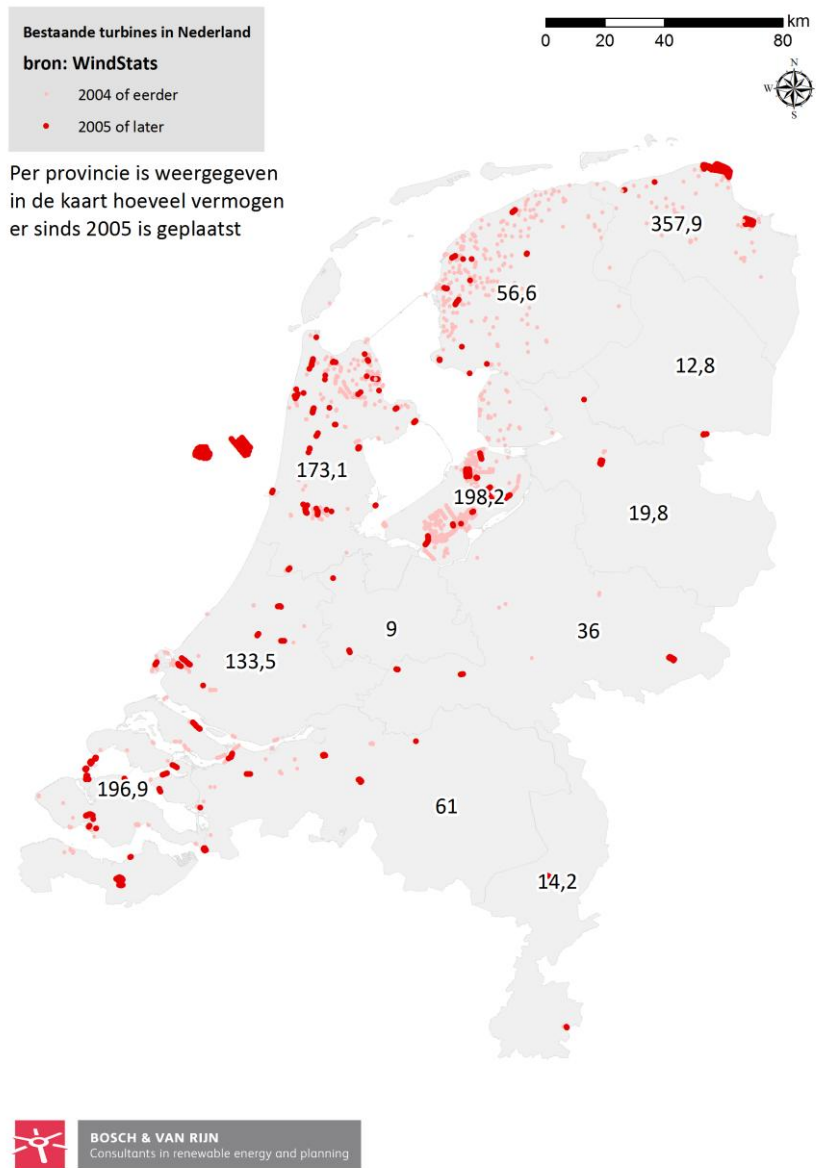 Bestaande turbines in Nederland
bron: WindStats
2004 of eerder
2005 of later
km
0 20 40 80
N
W
S
Per provincie is weergegeven
in de kaart hoeveel vermogen
er sinds 2005 is geplaatst
357,9
56,6
12,8
173,1
198,2
19,8
9
36
133,5
196,9
61
14,2
BOSCH & VAN RIJN
Consultants in renewable energy and planning